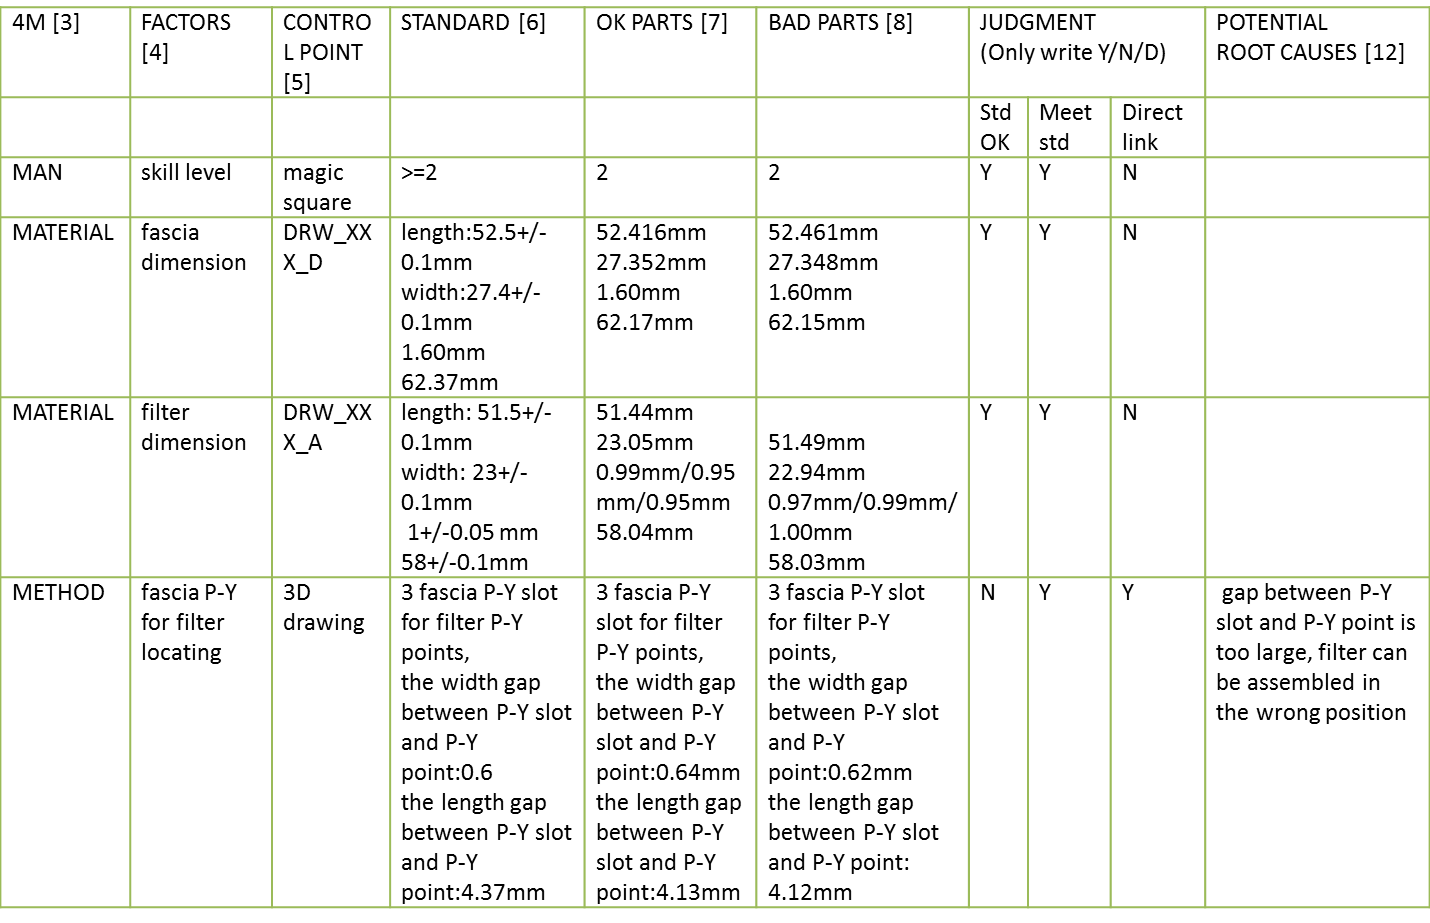 4M [3]
FACTORS
[4]
CONTRO
L POINT
[5]
STANDARD [6]
OK PARTS [7]
BAD PARTS [8]
JUDGMENT
(Only write Y/N/D)
POTENTIAL
ROOT CAUSES [12]
Std
OK
Meet
std
Direct
link
MAN
skill level
magic
square
>=2
2
2
Y
Y
N
MATERIAL
fascia
dimension
DRW_XX
X_D
length:52.5+/-
0.1mm
width:27.4+/-
0.1mm
1.60mm
62.37mm
52.416mm
27.352mm
1.60mm
62.17mm
52.461mm
27.348mm
1.60mm
62.15mm
Y
Y
N
MATERIAL
filter
dimension
DRW_XX
X_A
length: 51.5+/-
0.1mm
width: 23+/-
0.1mm
1+/-0.05 mm
58+/-0.1mm
51.44mm
23.05mm
0.99mm/0.95
mm/0.95mm
58.04mm
51.49mm
22.94mm
0.97mm/0.99mm/
1.00mm
58.03mm
Y
Y
N
METHOD
fascia P-Y
for filter
locating
3D
drawing
3 fascia P-Y slot
for filter P-Y
points,
the width gap
between P-Y slot
and P-Y
point:0.6
the length gap
between P-Y slot
and P-Y
point:4.37mm
3 fascia P-Y
slot for filter
P-Y points,
the width gap
between P-Y
slot and P-Y
point:0.64mm
the length gap
between P-Y
slot and P-Y
point:4.13mm
3 fascia P-Y slot
for filter P-Y
points,
the width gap
between P-Y slot
and P-Y
point:0.62mm
the length gap
between P-Y slot
and P-Y point:
4.12mm
N
Y
Y
gap between P-Y
slot and P-Y point is
too large, filter can
be assembled in
the wrong position